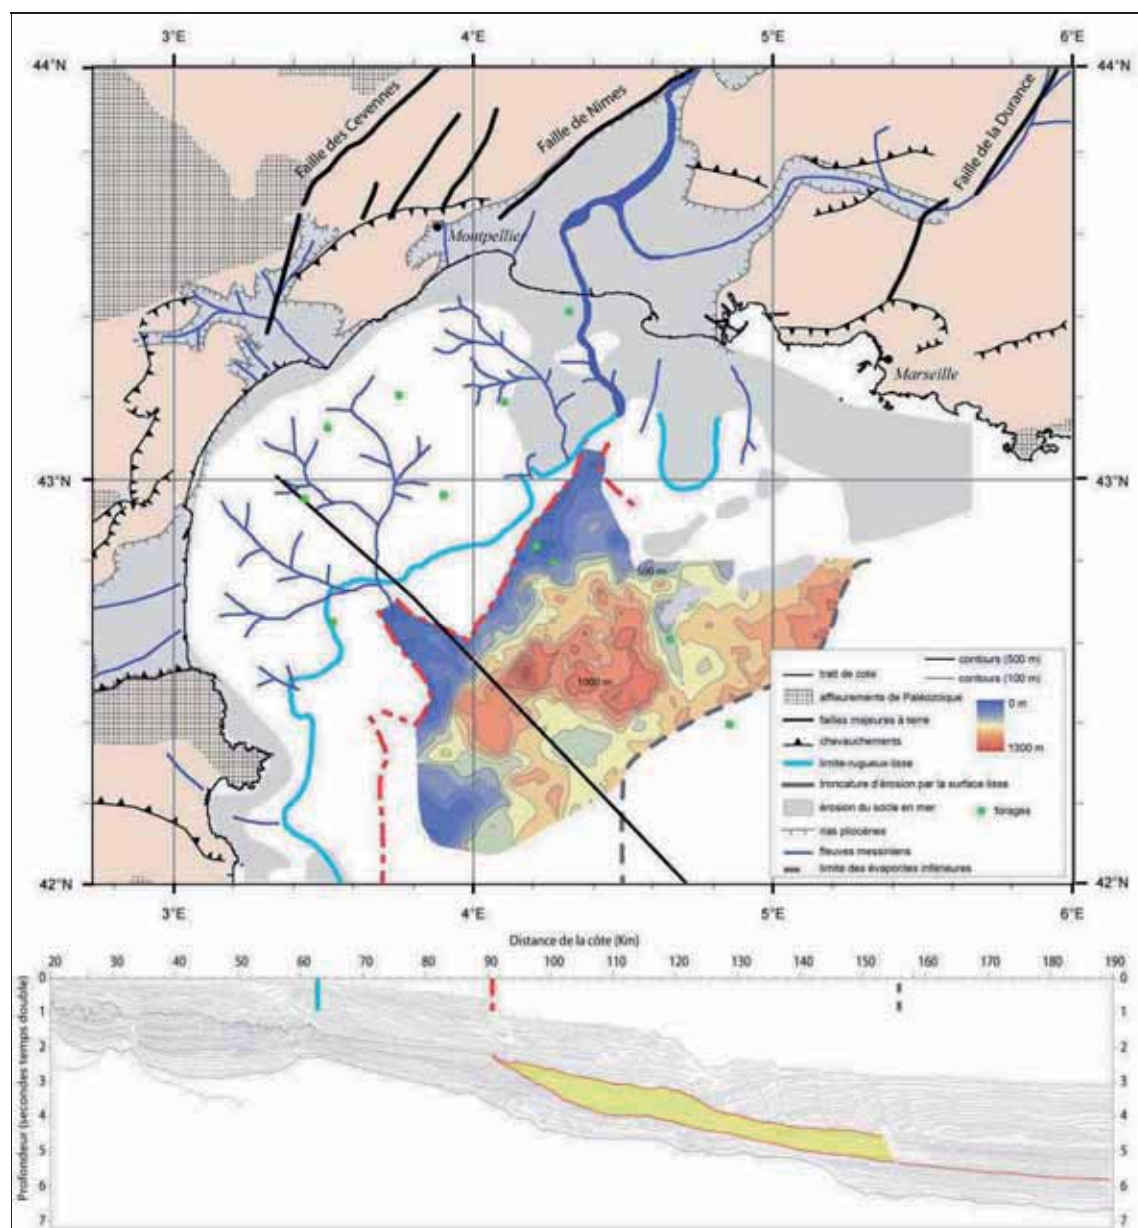 3°E 4°E 5°E 6°E
44°N 44°N
Faille des Cevennes
Faille de Nîmes
Faille de la Durance
Montpellier
Marseille
43°N 43°N
500 m
1000 m
contours (500 m)
trait de cote
contours (100 m)
affleurements de Paléozoique
0 m
failles majeures à terre
chevauchements
1300 m
limite-rugueux-lisse
troncature d'érosion par la surface lisse
érosion du socle en mer
forages
rias pliocènes
fleuves messiniens
limite des évaporites inférieures
42°N 42°N
3°E 4°E 5°E 6°E
Distance de la côte (Km)
20 30 40 50 60 70 80 90 100 110 120 130 140 150 160 170 180 190
Profondeur (secondes temps double)
0 0
1 1
2 2
3 3
4 4
5 5
6 6
7 7